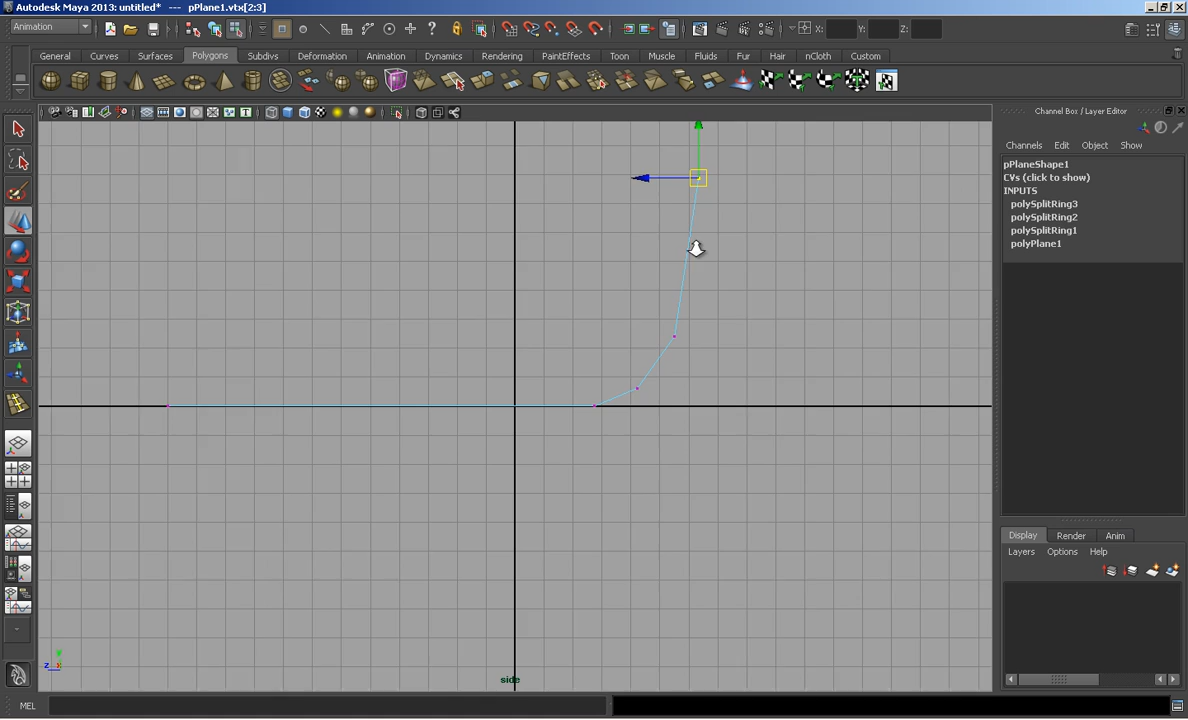 Autodesk Maya 2013: untitled* --- pPlane1.vtx[2:3]
Animation
X: Y: Z:
General Curves Surfaces Polygons Subdivs Deformation Animation Dynamics Rendering PaintEffects Toon Muscle Fluids Fur Hair nCloth Custom
Channel Box / Layer Editor
Channels Edit Object Show
pPlaneShape1
CVs (click to show)
INPUTS
polySplitRing3
polySplitRing2
polySplitRing1
polyPlane1
Display Render Anim
Layers Options Help
y
z x
side
MEL